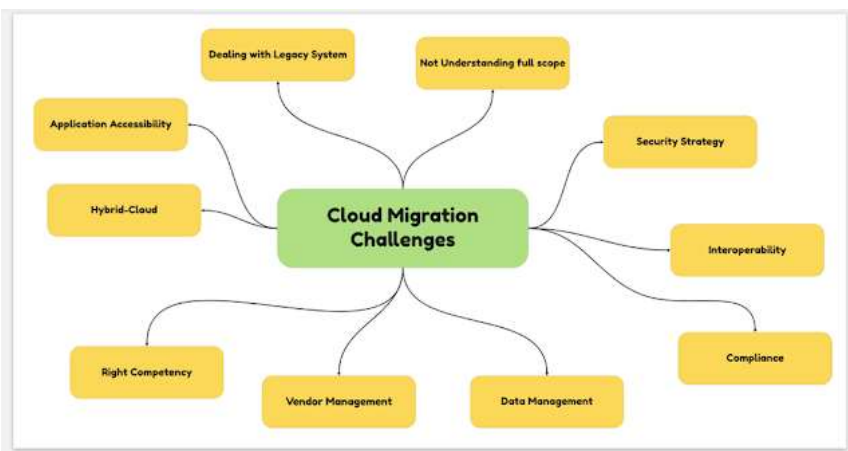 Dealing with Legacy System
Not Understanding full scope
Application Accessibility
Security Strategy
Hybrid-Cloud
Cloud Migration
Challenges
Interoperability
Right Competency
Compliance
Vendor Management
Data Management